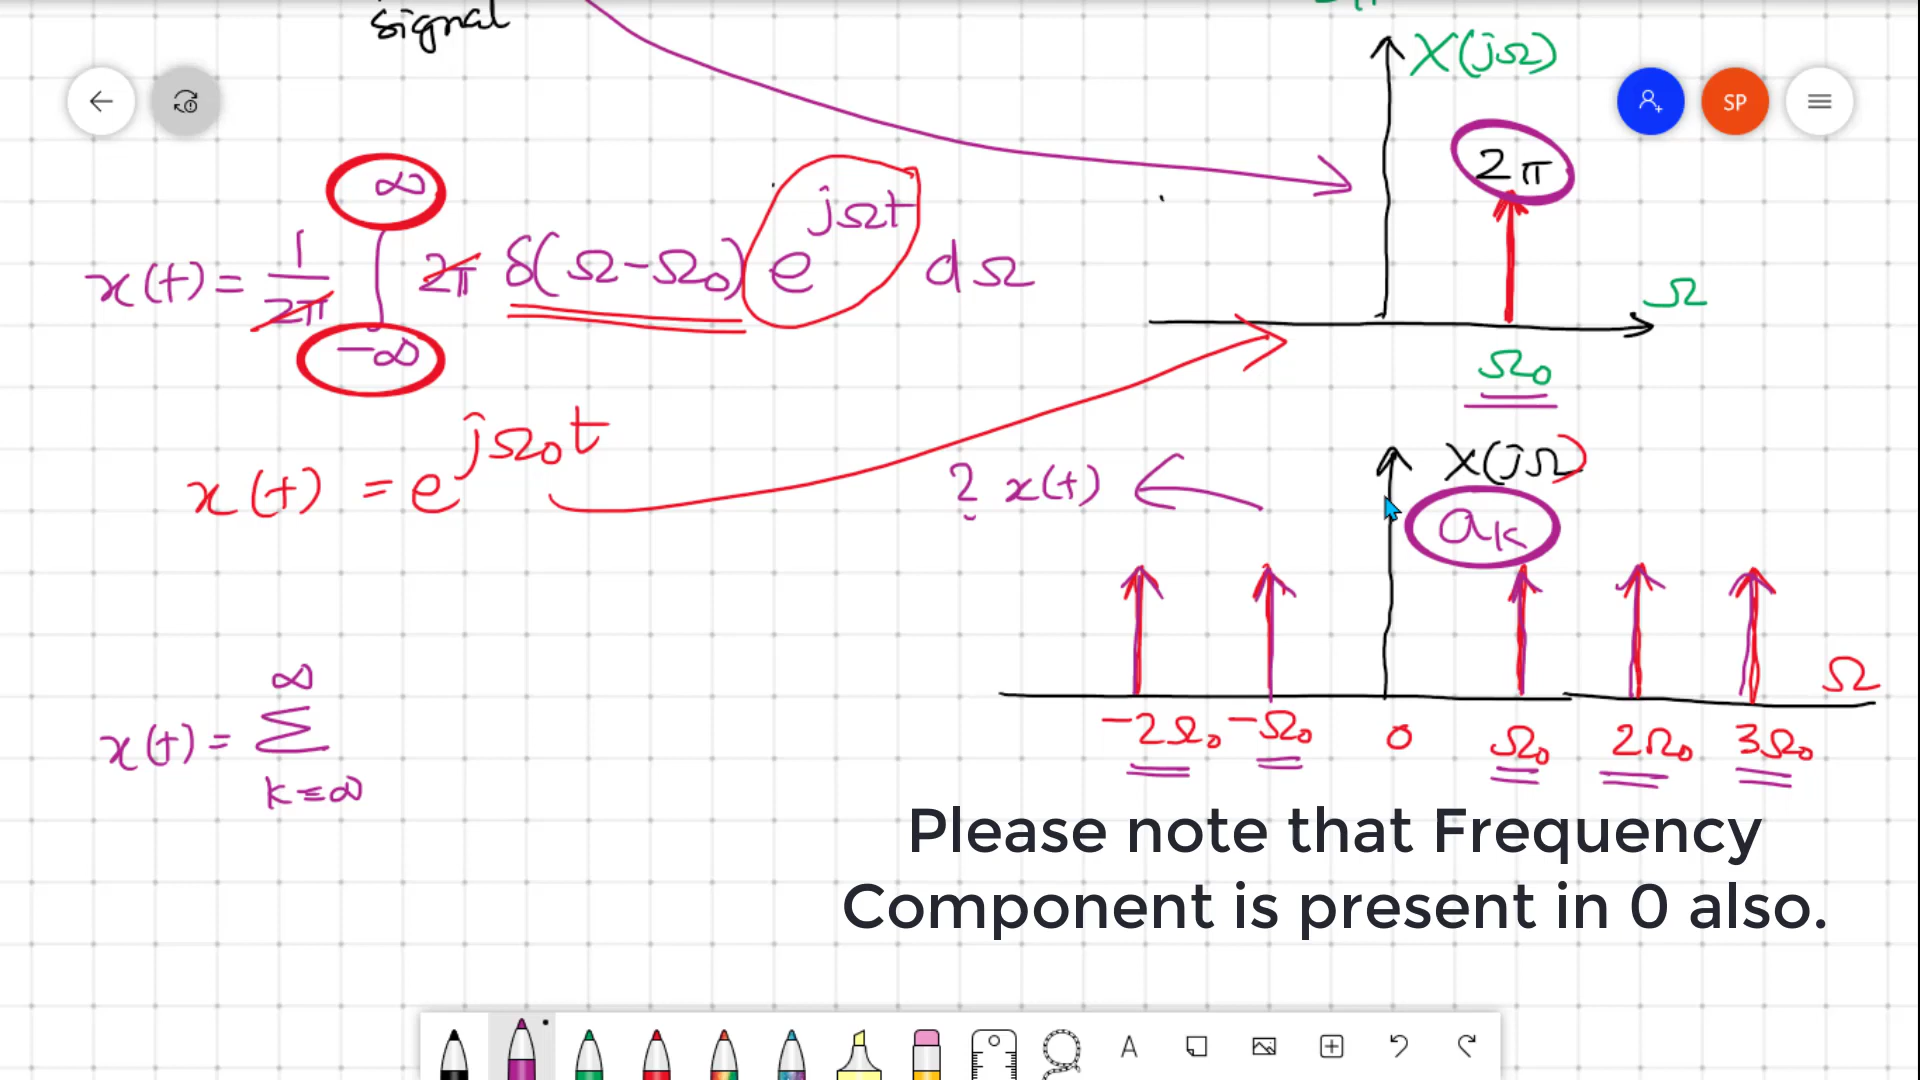 signal
X(jΩ)
SP
2π
x(t) = 1/2π ∫ ∞ -∞ 2π δ(Ω-Ω₀) e^jΩt dΩ
Ω
Ω₀
x(t) = e^jΩ₀t
? x(t)
X(jΩ)
aₖ
Ω
-2Ω₀ -Ω₀ 0 Ω₀ 2Ω₀ 3Ω₀
x(t) = ∞ Σ k=∞
Please note that Frequency
Component is present in 0 also.
A